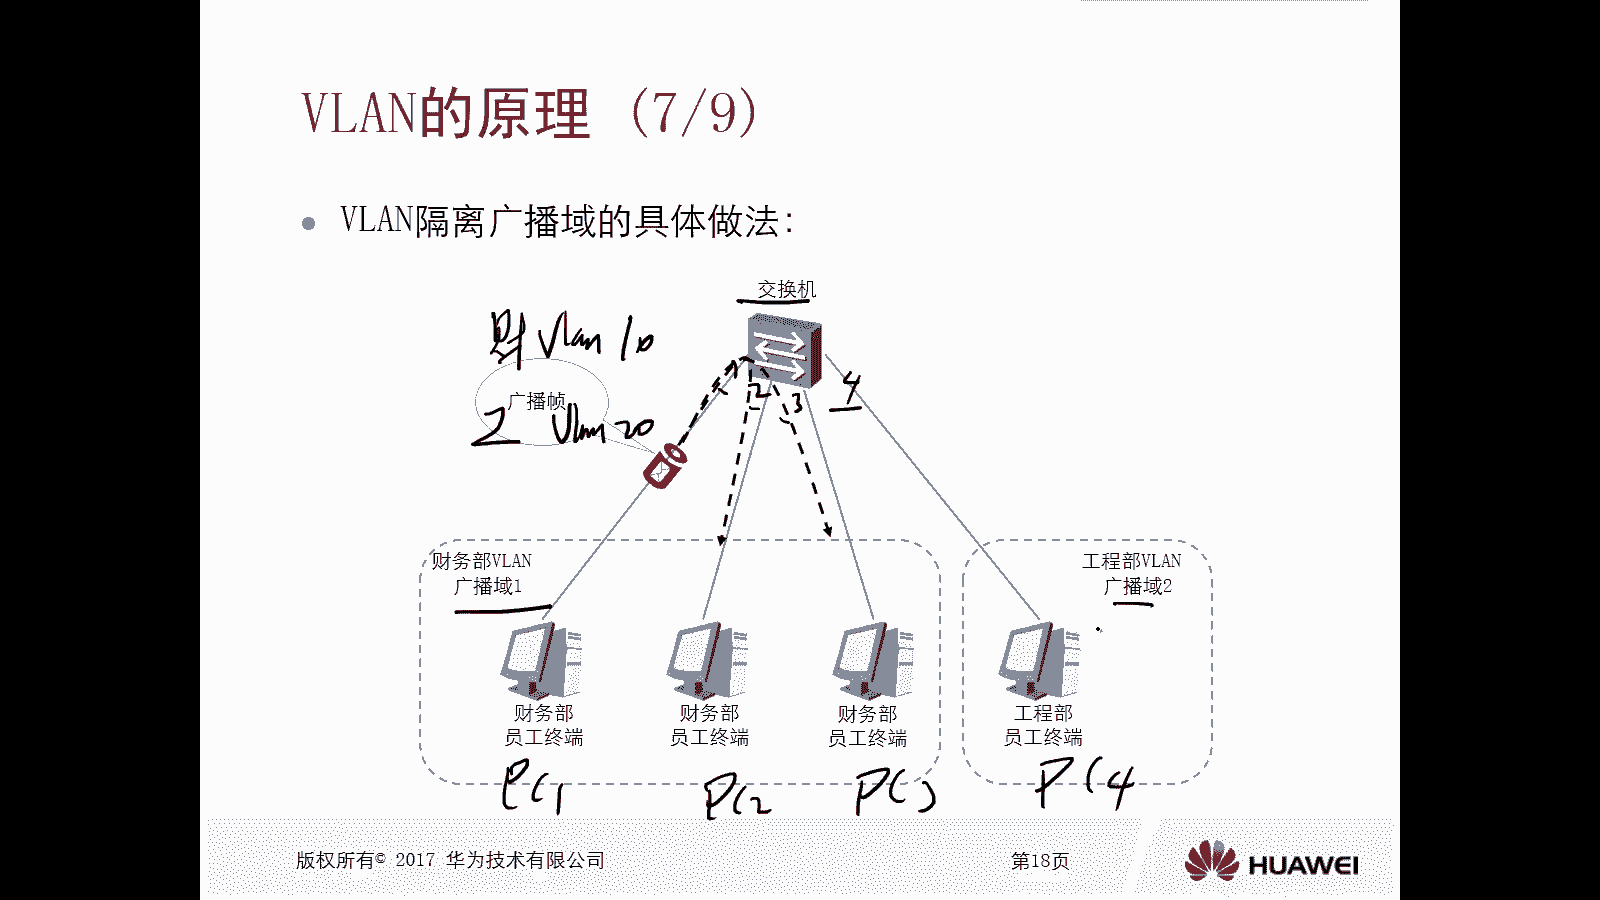 VLAN的原理 (7/9)
VLAN隔离广播域的具体做法:
交换机
财 Vlan 10
广播帧
工 Vlan 20
2
3
4
财务部VLAN
广播域1
工程部VLAN
广播域2
财务部
员工终端
财务部
员工终端
财务部
员工终端
工程部
员工终端
PC1
PC2
PC3
PC4
版权所有© 2017 华为技术有限公司
第18页
HUAWEI